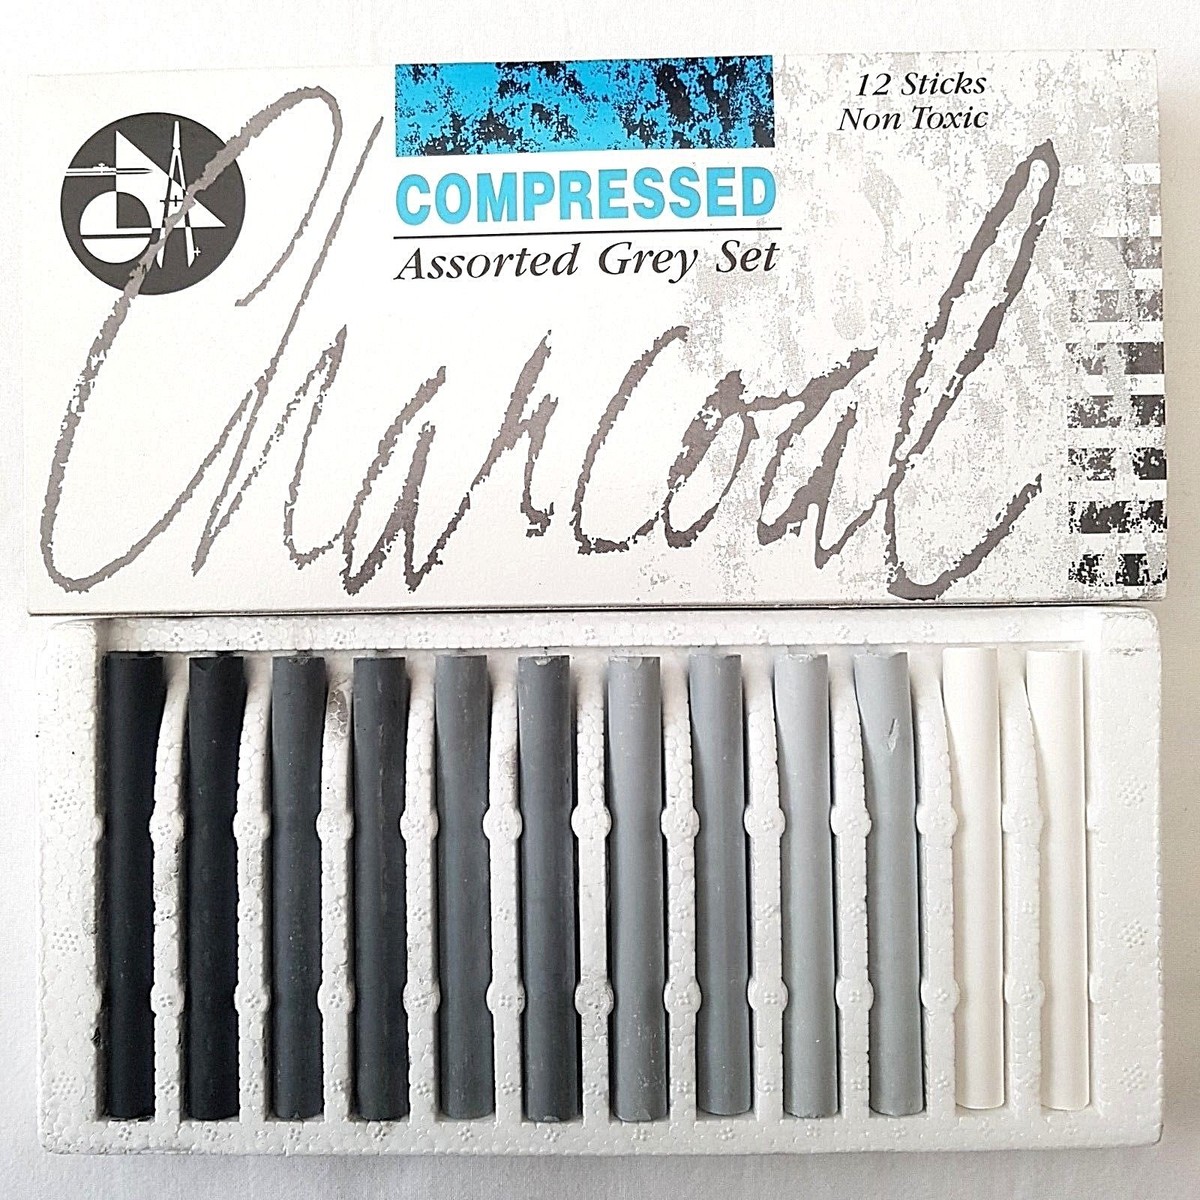 12 Sticks
Non Toxic
COMPRESSED
Assorted Grey Set
Charcoal